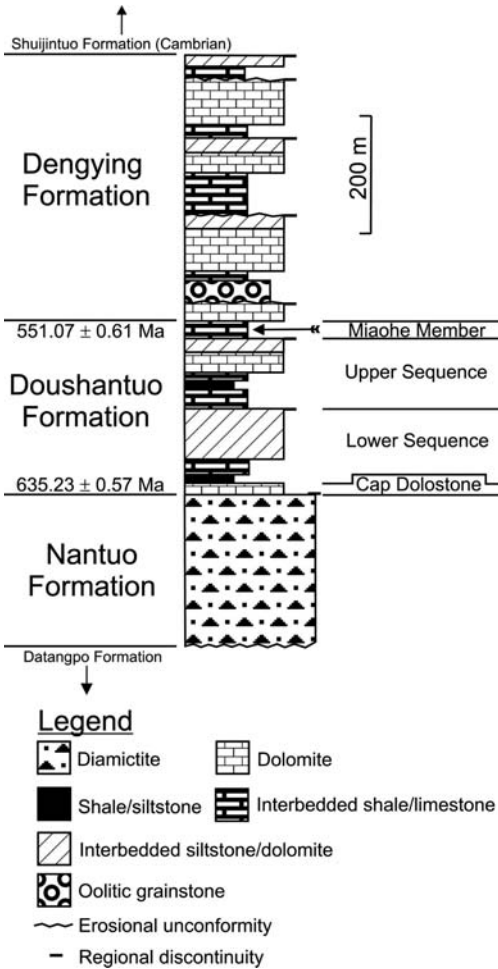 Shuijintuo Formation (Cambrian)
Dengying
Formation
200 m
551.07 ± 0.61 Ma
Miaohe Member
Doushantuo
Formation
Upper Sequence
Lower Sequence
635.23 ± 0.57 Ma
Cap Dolostone
Nantuo
Formation
Datangpo Formation
Legend
Diamictite
Dolomite
Shale/siltstone
Interbedded shale/limestone
Interbedded siltstone/dolomite
Oolitic grainstone
Erosional unconformity
Regional discontinuity